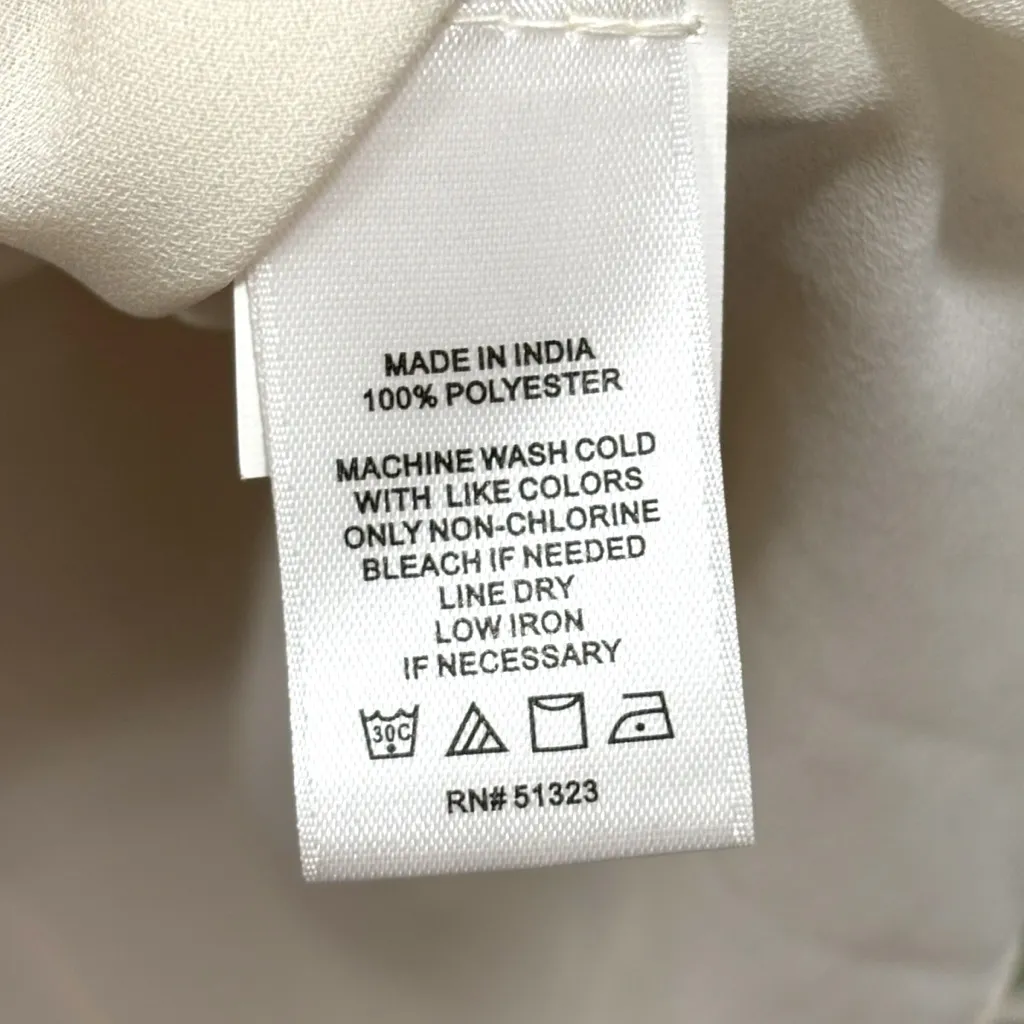 MADE IN INDIA
100% POLYESTER
MACHINE WASH COLD
WITH LIKE COLORS
ONLY NON-CHLORINE
BLEACH IF NEEDED
LINE DRY
LOW IRON
IF NECESSARY
30C
RN# 51323